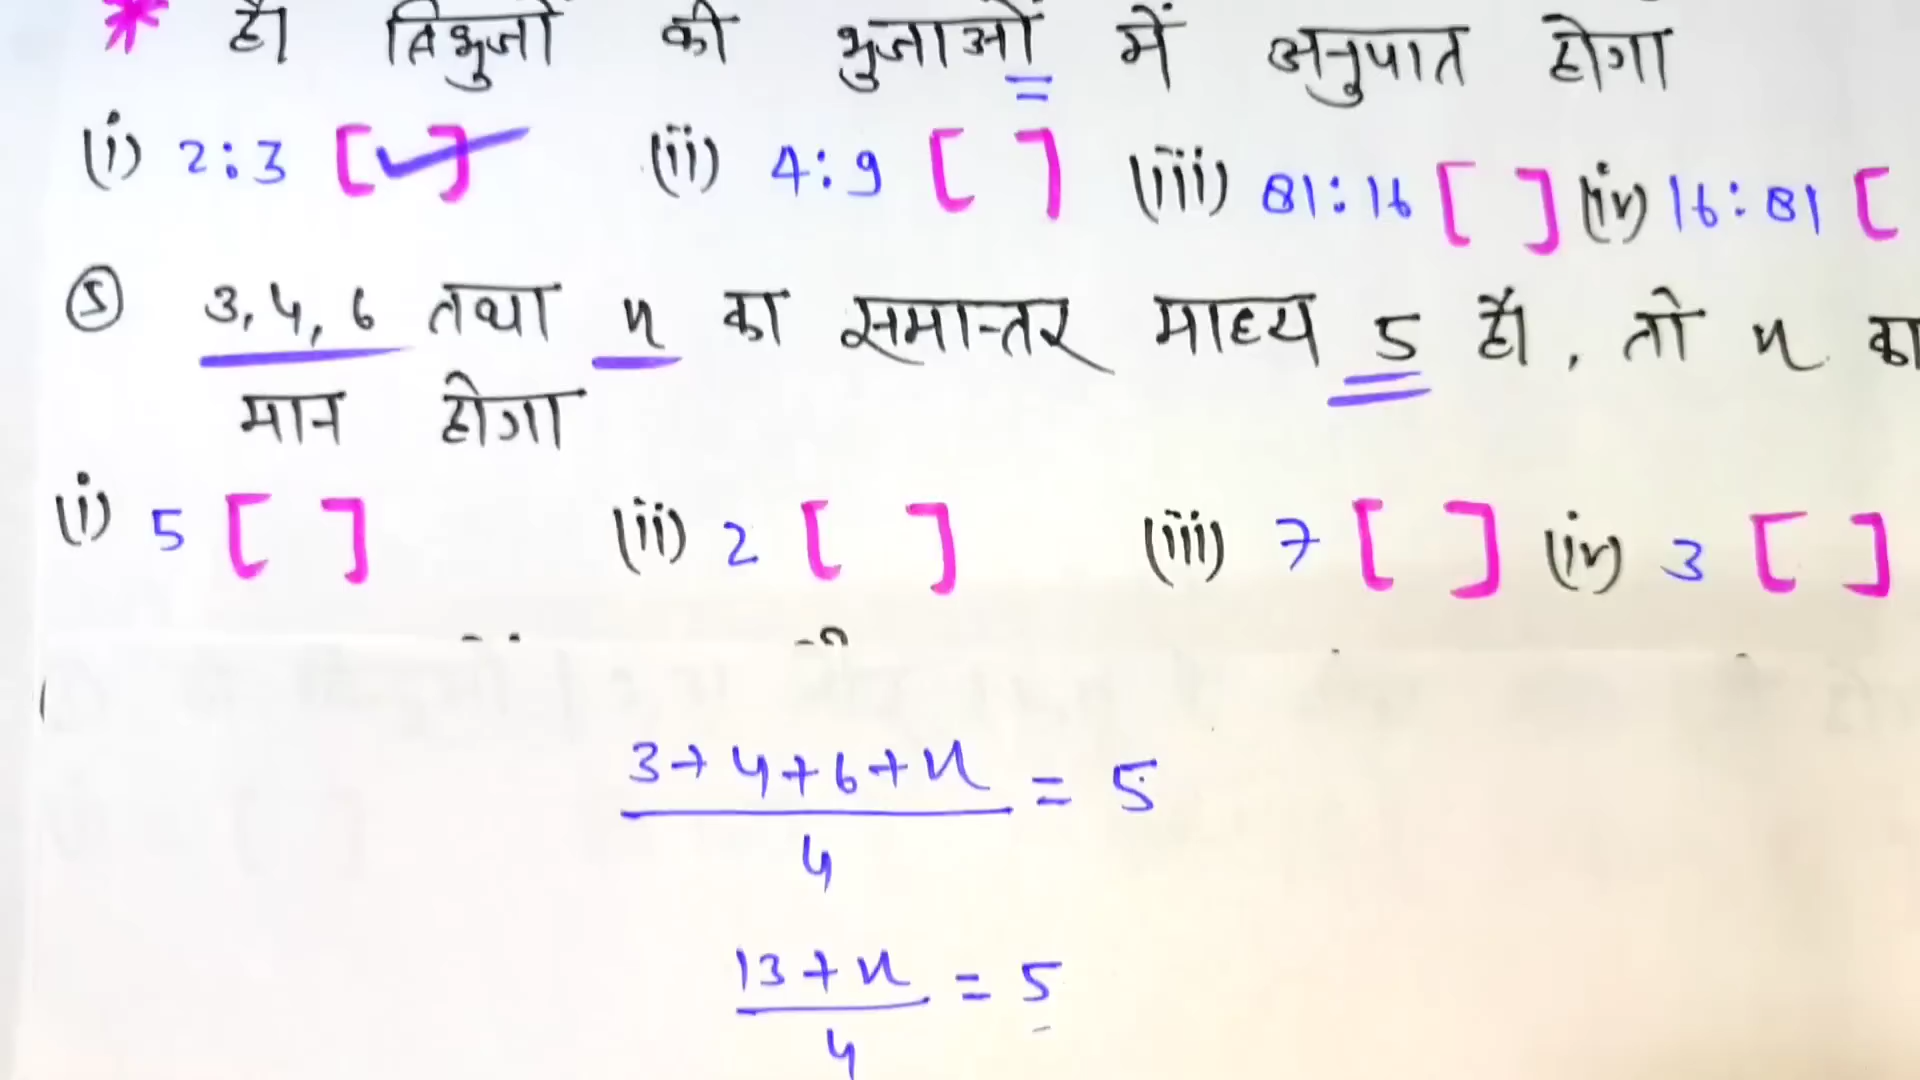 * है। त्रिभुजों की भुजाओं में अनुपात होगा
(i) 2:3 [✓] (ii) 4:9 [ ] (iii) 81:16 [ ] (iv) 16:81 [
⑤ 3, 4, 6 तथा x का समान्तर माध्य 5 है, तो x का
मान होगा
(i) 5 [ ] (ii) 2 [ ] (iii) 7 [ ] (iv) 3 [ ]
3+4+6+x = 5
4
13+x = 5
4